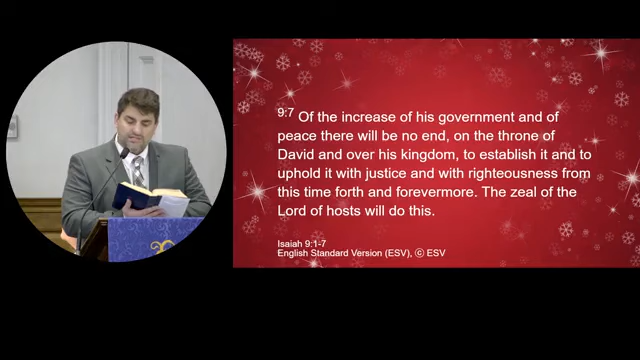 9:7 Of the increase of his government and of
peace there will be no end, on the throne of
David and over his kingdom, to establish it and to
uphold it with justice and with righteousness from
this time forth and forevermore. The zeal of the
Lord of hosts will do this.
Isaiah 9:1-7
English Standard Version (ESV), © ESV